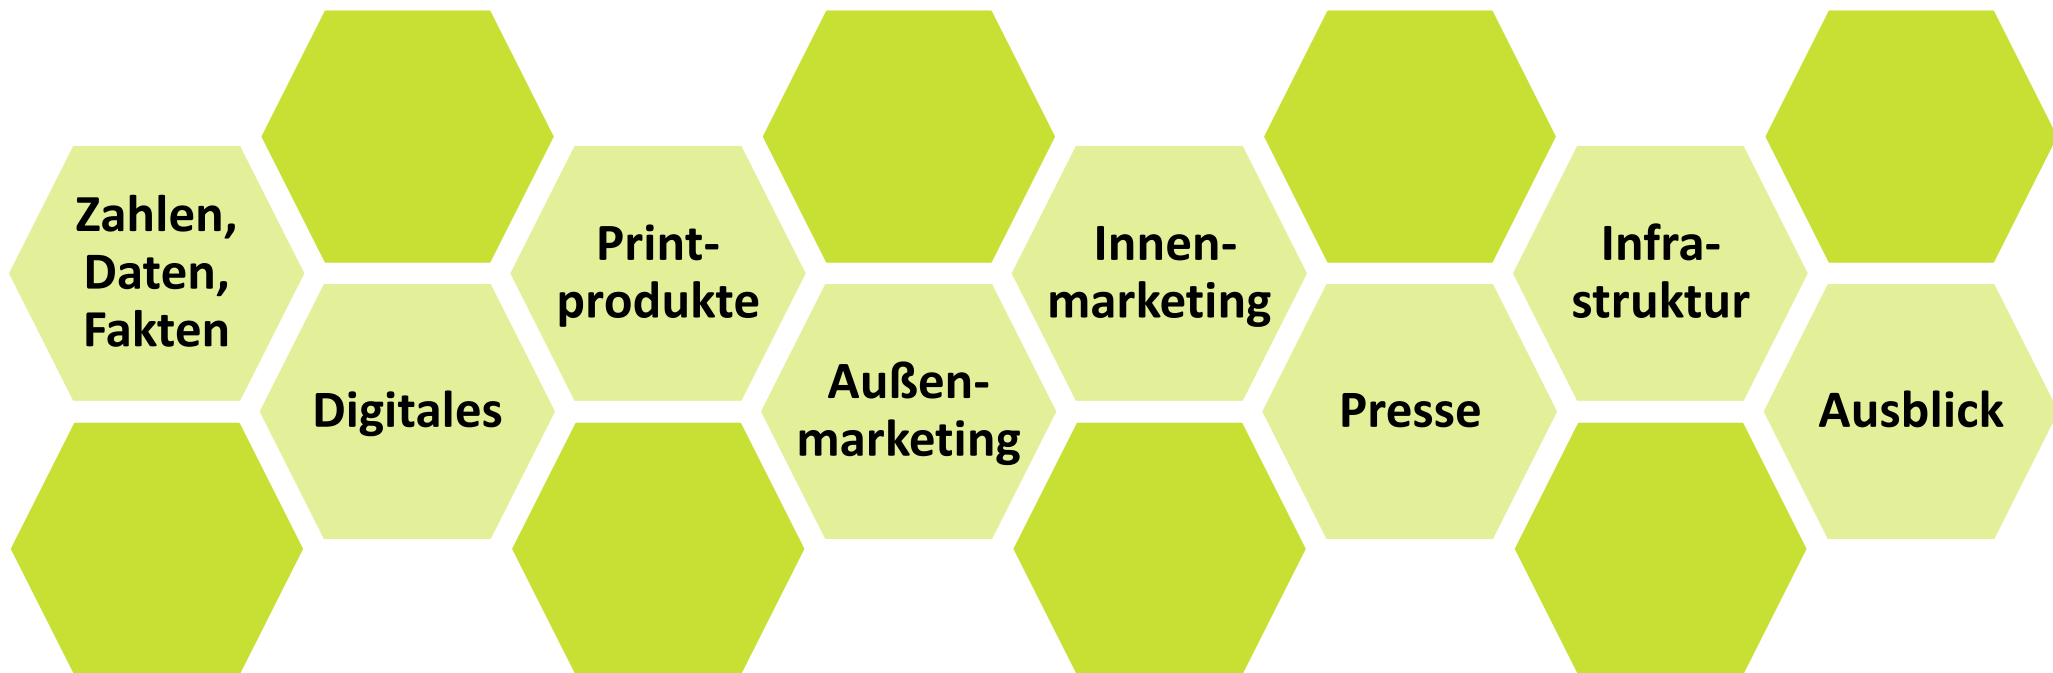 Zahlen,
Daten,
Fakten
Digitales
Print-
produkte
Außen-
marketing
Innen-
marketing
Presse
Infra-
struktur
Ausblick